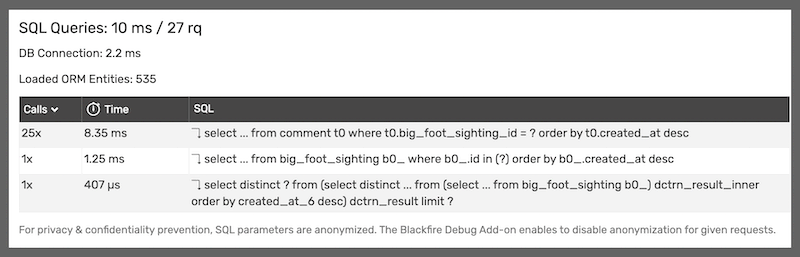 SQL Queries: 10 ms / 27 rq
DB Connection: 2.2 ms
Loaded ORM Entities: 535
Calls Time SQL
25x 8.35 ms select ... from comment t0 where t0.big_foot_sighting_id = ? order by t0.created_at desc
1x 1.25 ms select ... from big_foot_sighting b0_ where b0_.id in (?) order by b0_.created_at desc
1x 407 µs select distinct ? from (select distinct ... from (select ... from big_foot_sighting b0_) dctrn_result_inner
order by created_at_6 desc) dctrn_result limit ?
For privacy & confidentiality prevention, SQL parameters are anonymized. The Blackfire Debug Add-on enables to disable anonymization for given requests.